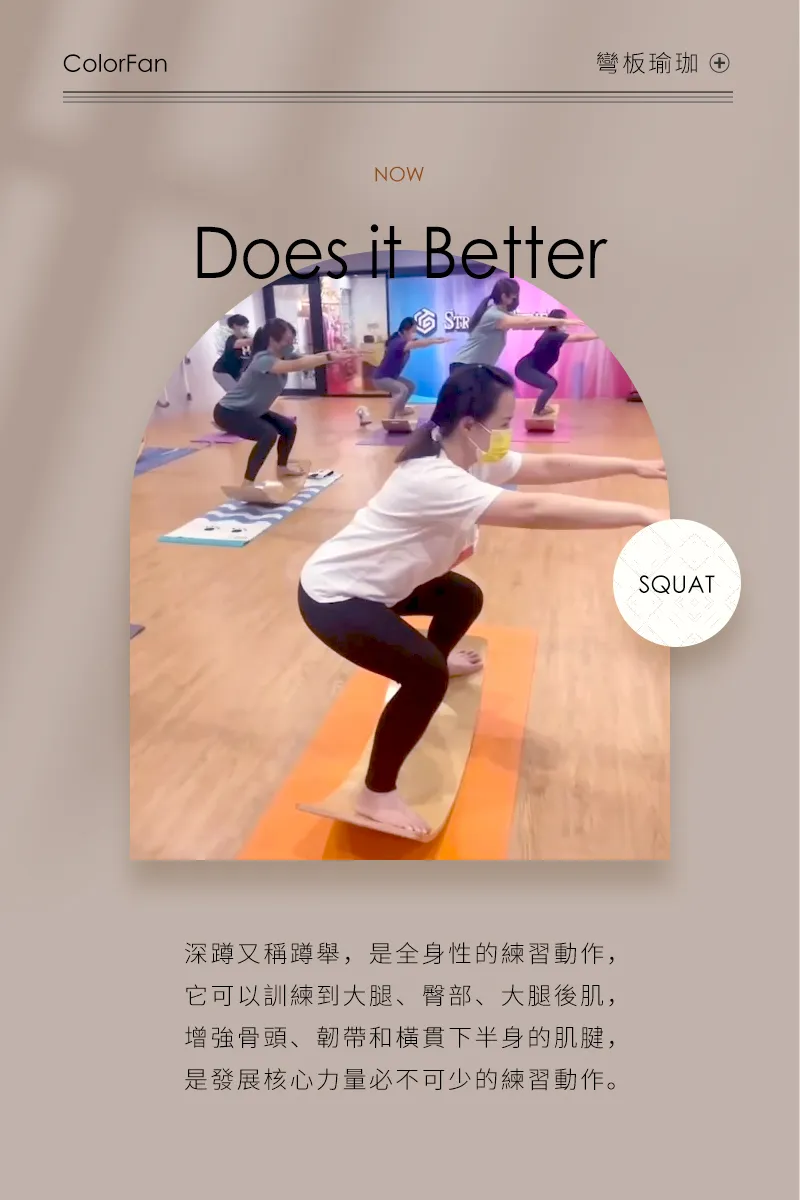 ColorFan
彎板瑜珈
NOW
Does it Better
STR
SQUAT
深蹲又稱蹲舉，是全身性的練習動作，
它可以訓練到大腿、臀部、大腿後肌，
增強骨頭、韌帶和橫貫下半身的肌腱，
是發展核心力量必不可少的練習動作。